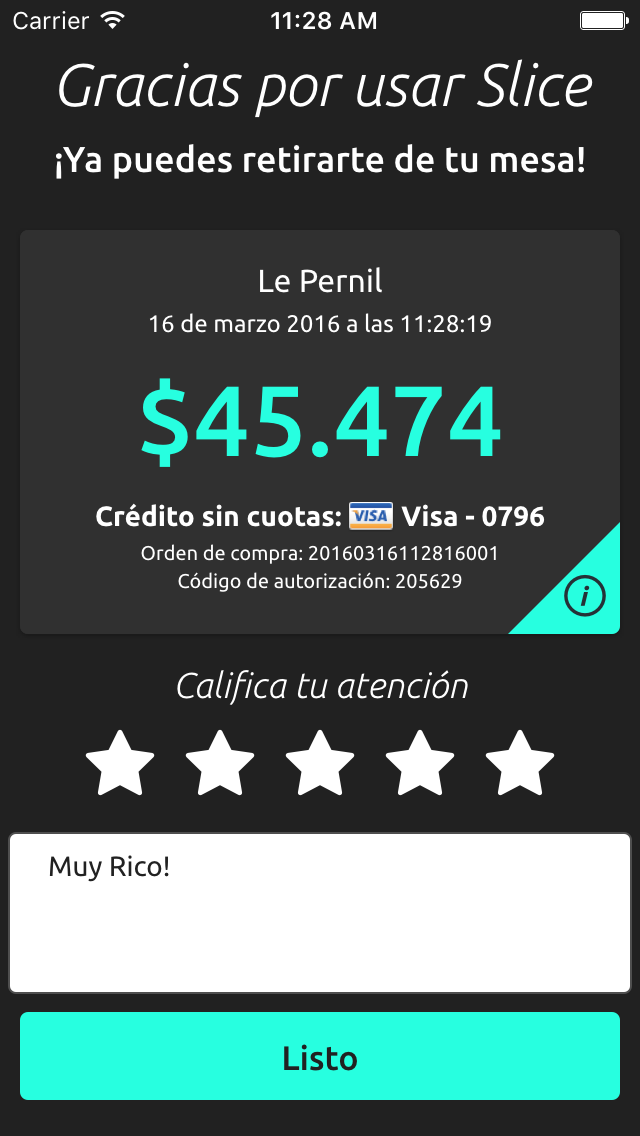 Carrier 11:28 AM
Gracias por usar Slice
¡Ya puedes retirarte de tu mesa!
Le Pernil
16 de marzo 2016 a las 11:28:19
$45.474
Crédito sin cuotas: VISA Visa - 0796
Orden de compra: 20160316112816001
Código de autorización: 205629
i
Califica tu atención
Muy Rico!
Listo